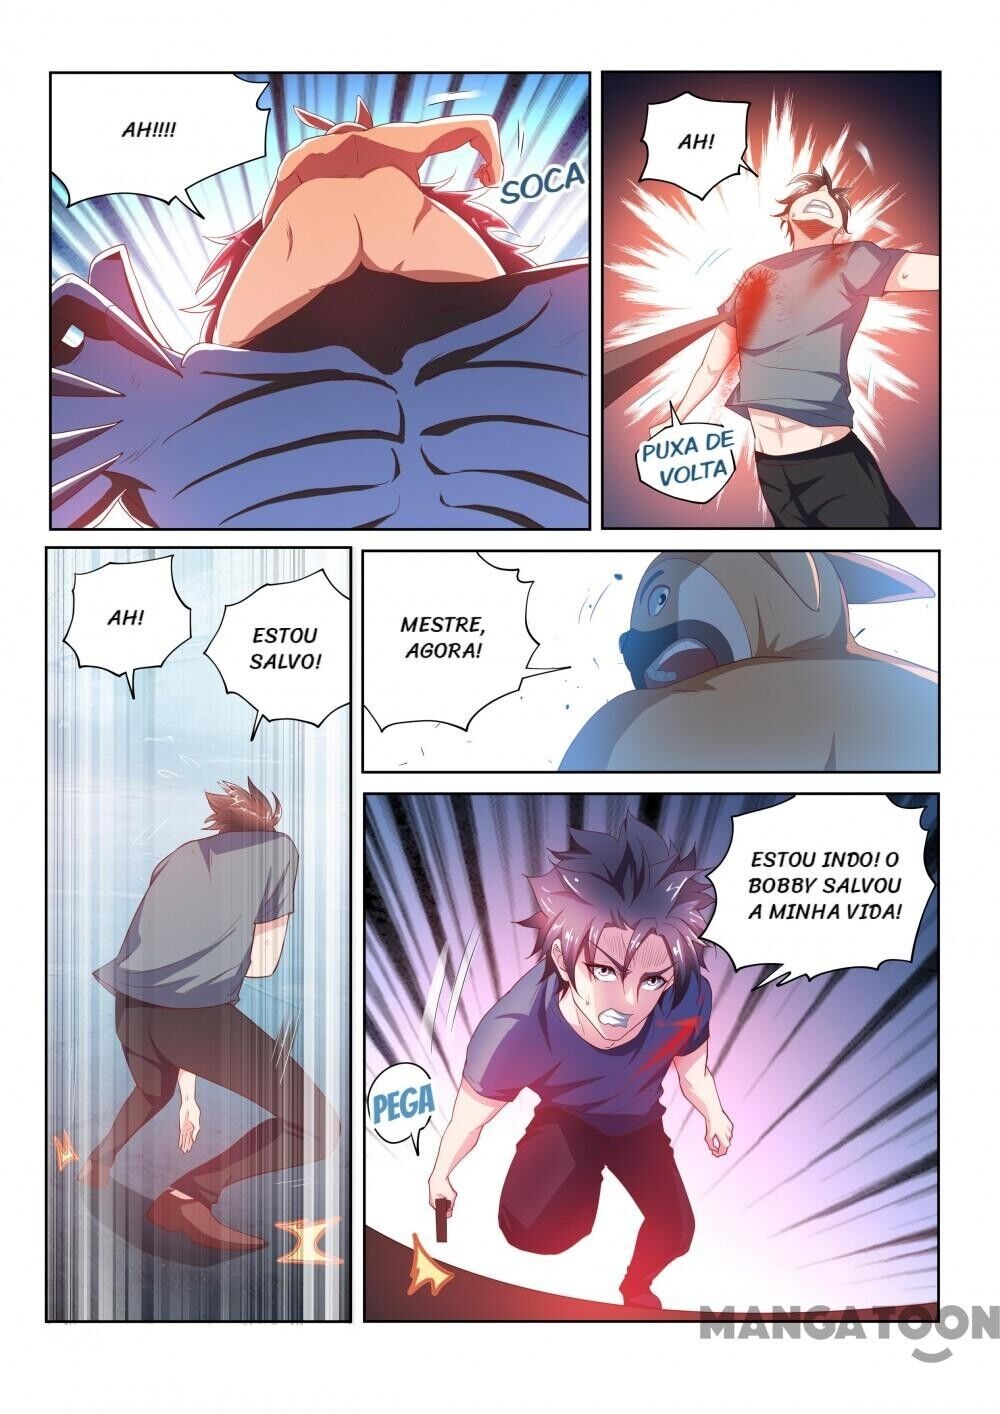 AH!!!!
SOCA
AH!
PUXA DE
VOLTA
AH!
ESTOU
SALVO!
MESTRE,
AGORA!
ESTOU INDO! O
BOBBY SALVOU
A MINHA VIDA!
PEGA
MANGATOON